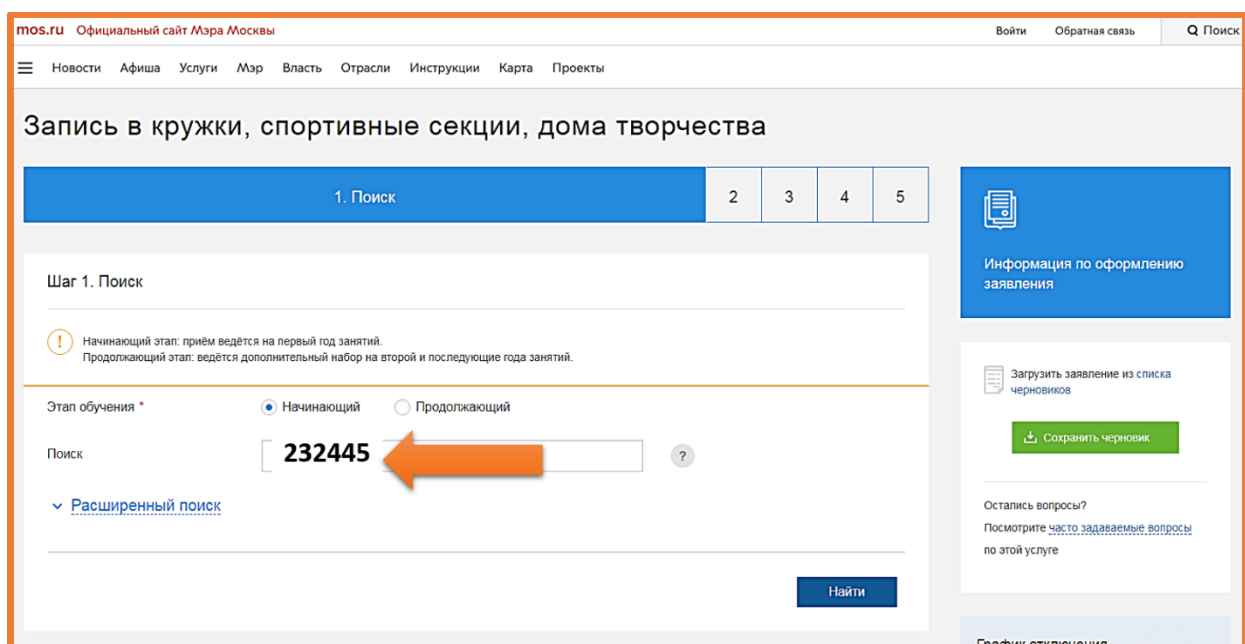 mos.ru Официальный сайт Мэра Москвы
Войти Обратная связь Поиск
Новости Афиша Услуги Мэр Власть Отрасли Инструкции Карта Проекты
Запись в кружки, спортивные секции, дома творчества
1. Поиск 2 3 4 5
Шаг 1. Поиск
! Начинающий этап: приём ведётся на первый год занятий.
Продолжающий этап: ведётся дополнительный набор на второй и последующие года занятий.
Этап обучения * Начинающий Продолжающий
Поиск 232445 ?
Расширенный поиск
Найти
Информация по оформлению
заявления
Загрузить заявление из списка
черновиков
Сохранить черновик
Остались вопросы?
Посмотрите часто задаваемые вопросы
по этой услуге